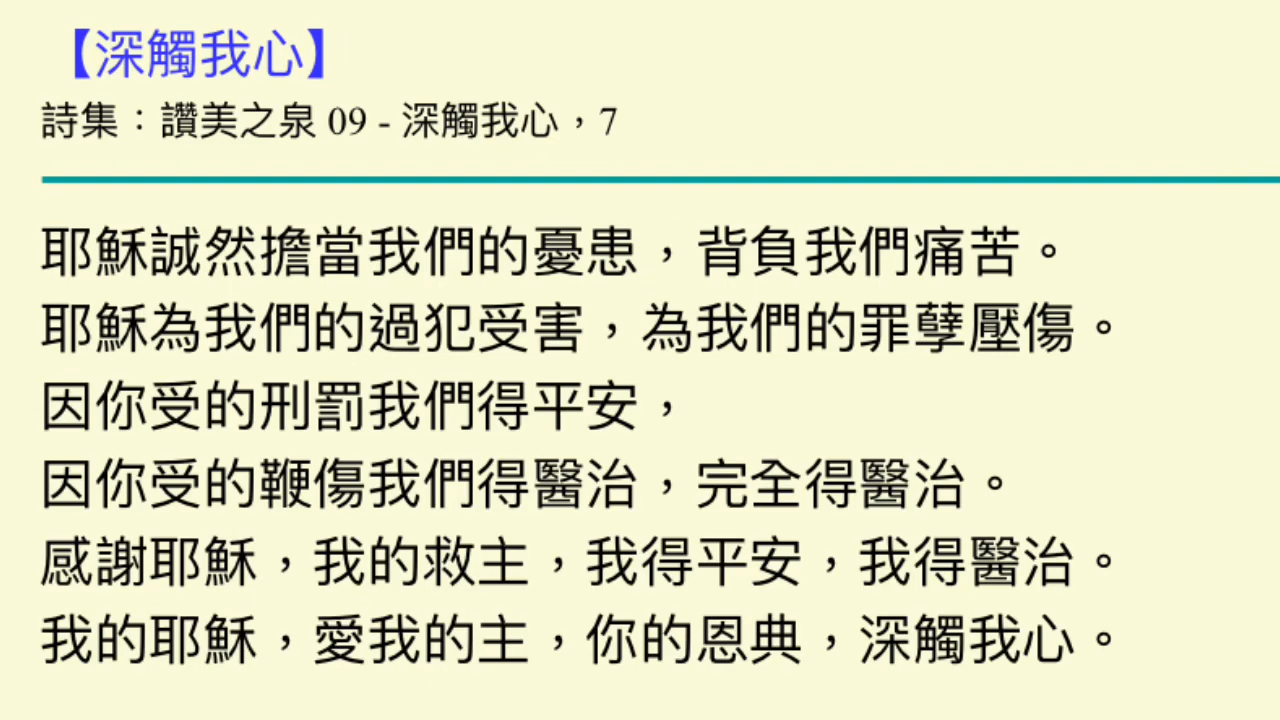 【深觸我心】
詩集：讚美之泉 09 - 深觸我心，7
耶穌誠然擔當我們的憂患，背負我們痛苦。
耶穌為我們的過犯受害，為我們的罪孽壓傷。
因你受的刑罰我們得平安，
因你受的鞭傷我們得醫治，完全得醫治。
感謝耶穌，我的救主，我得平安，我得醫治。
我的耶穌，愛我的主，你的恩典，深觸我心。